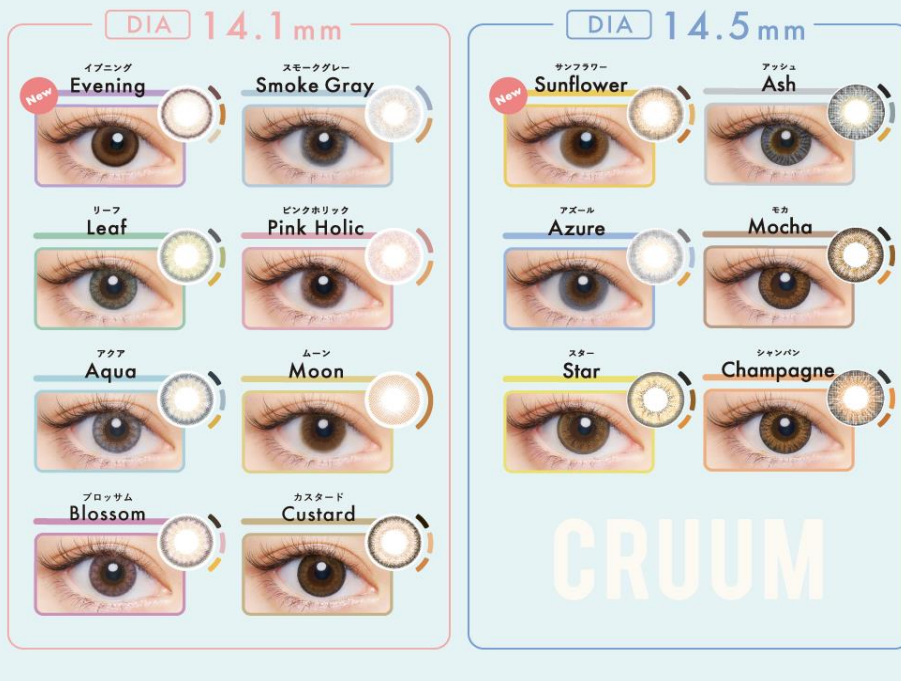 DIA 14.1mm
イブニング
New
Evening
スモークグレー
Smoke Gray
リーフ
Leaf
ピンクホリック
Pink Holic
アクア
Aqua
ムーン
Moon
ブロッサム
Blossom
カスタード
Custard
DIA 14.5mm
サンフラワー
New
Sunflower
アッシュ
Ash
アズール
Azure
モカ
Mocha
スター
Star
シャンパン
Champagne
CRUUM